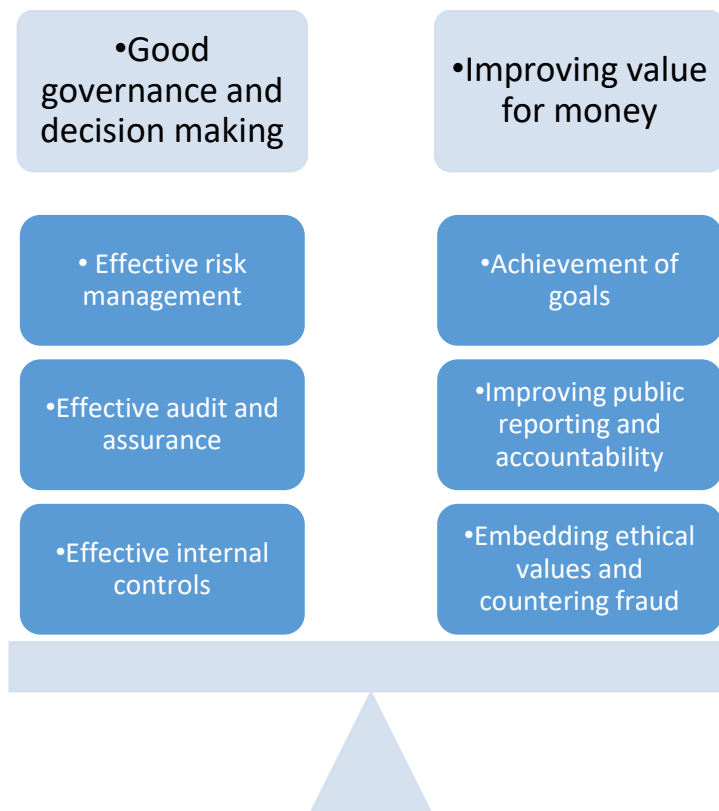 •Good
governance and
decision making
•Improving value
for money
• Effective risk
management
•Achievement of
goals
•Effective audit and
assurance
•Improving public
reporting and
accountability
•Effective internal
controls
•Embedding ethical
values and
countering fraud